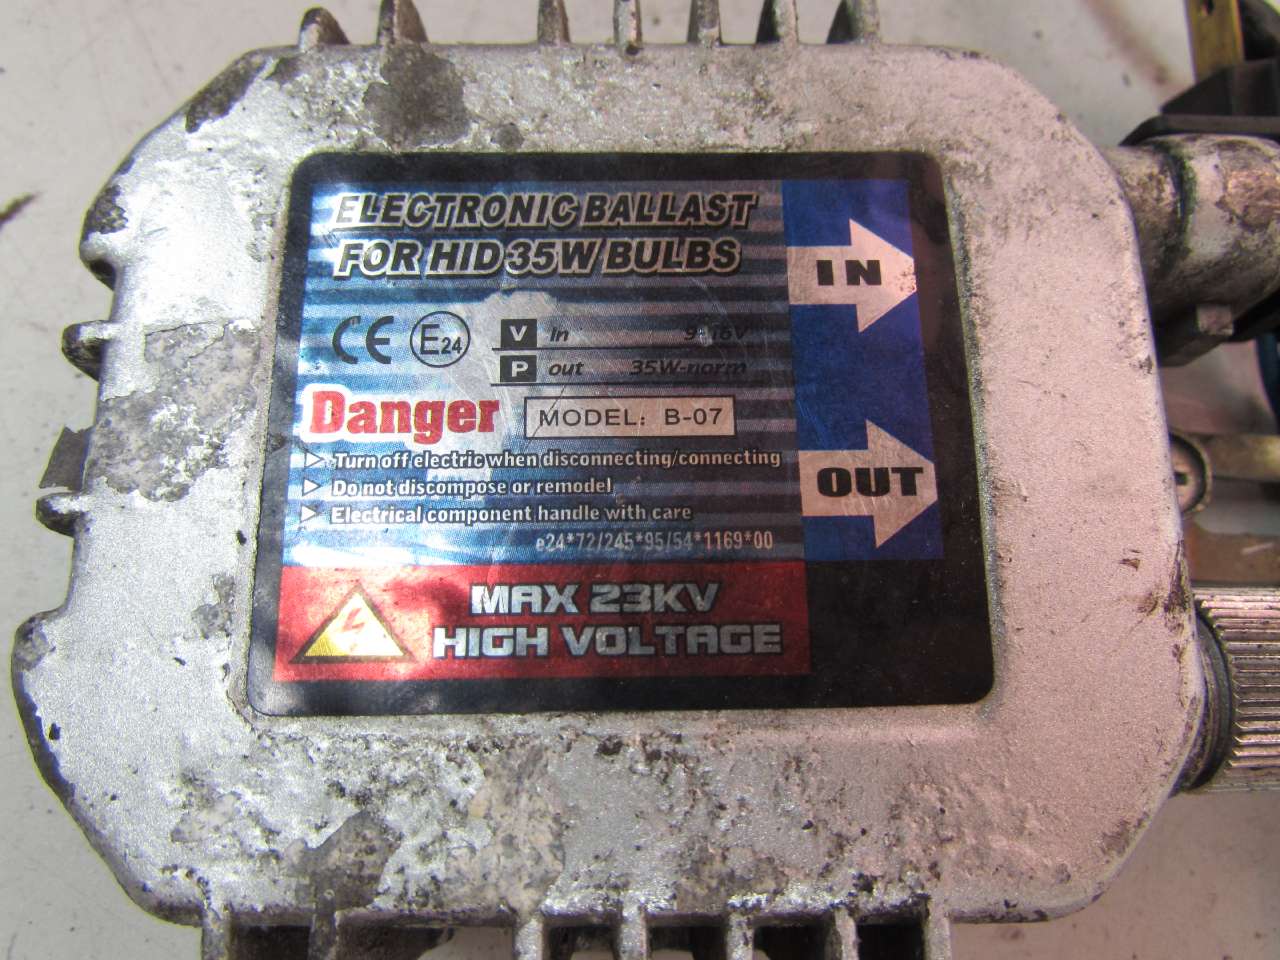 ELECTRONIC BALLAST
FOR HID 35W BULBS
IN
CE E24
V in 9-16V
P out 35W-norm
Danger MODEL: B-07
Turn off electric when disconnecting/connecting
Do not discompose or remodel
Electrical component handle with care
OUT
e24*72/245*95/54*1169*00
MAX 23KV
HIGH VOLTAGE